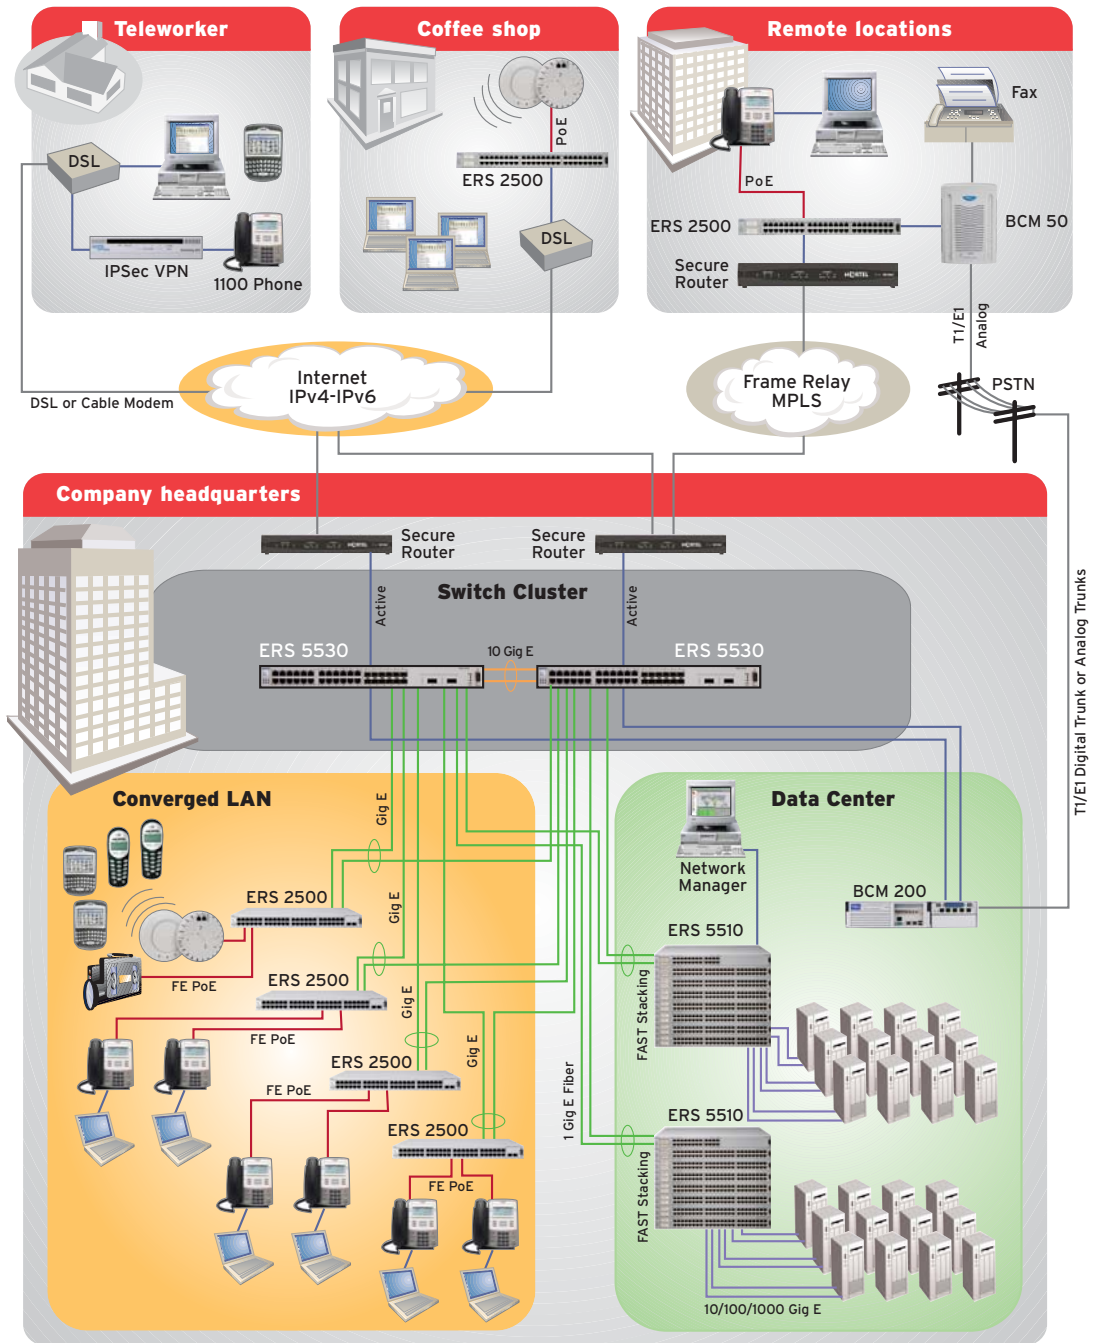 Teleworker
DSL
IPSec VPN
1100 Phone
Coffee shop
PoE
ERS 2500
DSL
Remote locations
Fax
PoE
ERS 2500
BCM 50
Secure
Router
NORTEL
T1/E1
Analog
DSL or Cable Modem
Internet
IPv4-IPv6
Frame Relay
MPLS
PSTN
T1/E1 Digital Trunk or Analog Trunks
Company headquarters
Secure
Router
Secure
Router
Switch Cluster
Active
Active
ERS 5530
10 Gig E
ERS 5530
Converged LAN
Gig E
ERS 2500
Gig E
FE PoE
ERS 2500
Gig E
FE PoE
ERS 2500
Gig E
FE PoE
ERS 2500
FE PoE
1 Gig E Fiber
Data Center
Network
Manager
BCM 200
ERS 5510
FAST Stacking
ERS 5510
FAST Stacking
10/100/1000 Gig E